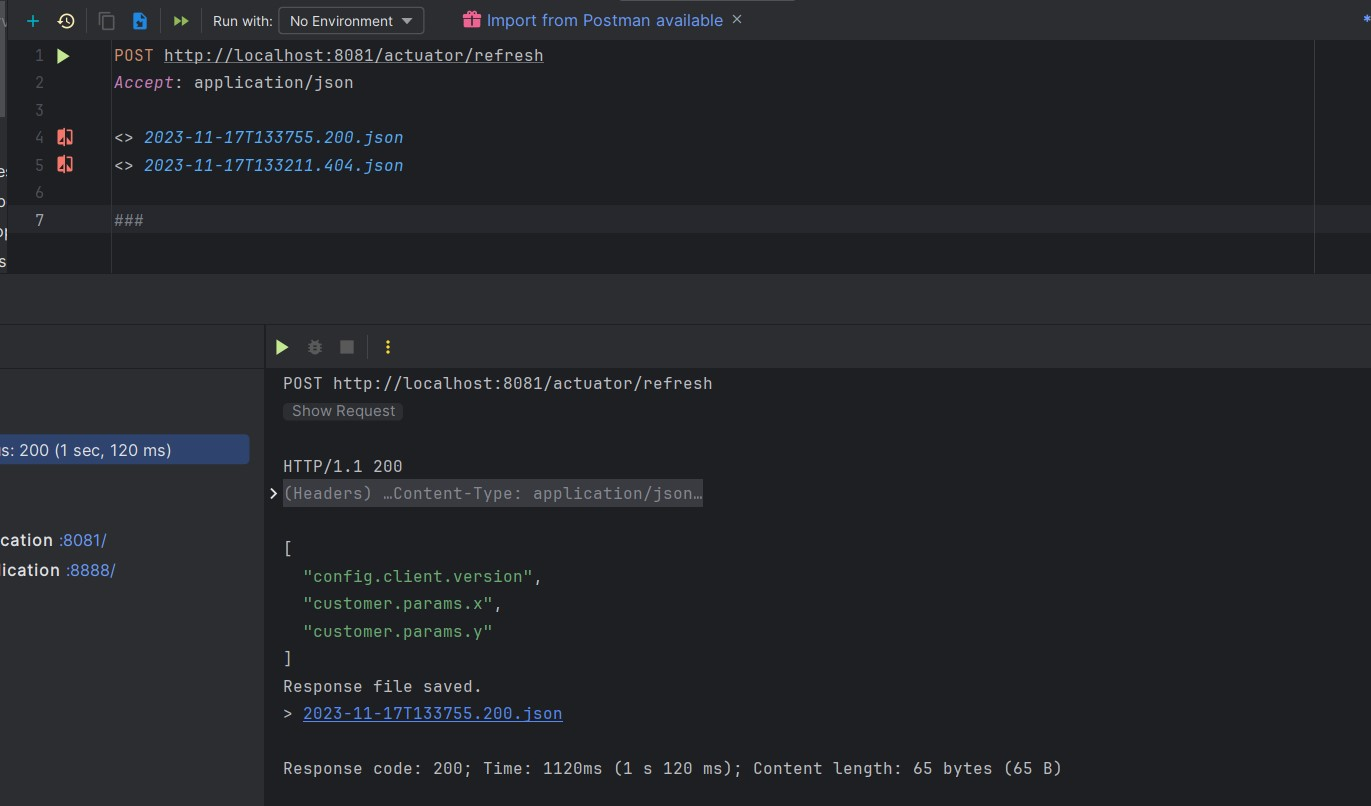 Run with: No Environment Import from Postman available
1 POST http://localhost:8081/actuator/refresh
2 Accept: application/json
3
4 <> 2023-11-17T133755.200.json
5 <> 2023-11-17T133211.404.json
6
7 ###
POST http://localhost:8081/actuator/refresh
Show Request
s: 200 (1 sec, 120 ms)
HTTP/1.1 200
(Headers) …Content-Type: application/json…
cation :8081/
lication :8888/
[
"config.client.version",
"customer.params.x",
"customer.params.y"
]
Response file saved.
> 2023-11-17T133755.200.json
Response code: 200; Time: 1120ms (1 s 120 ms); Content length: 65 bytes (65 B)